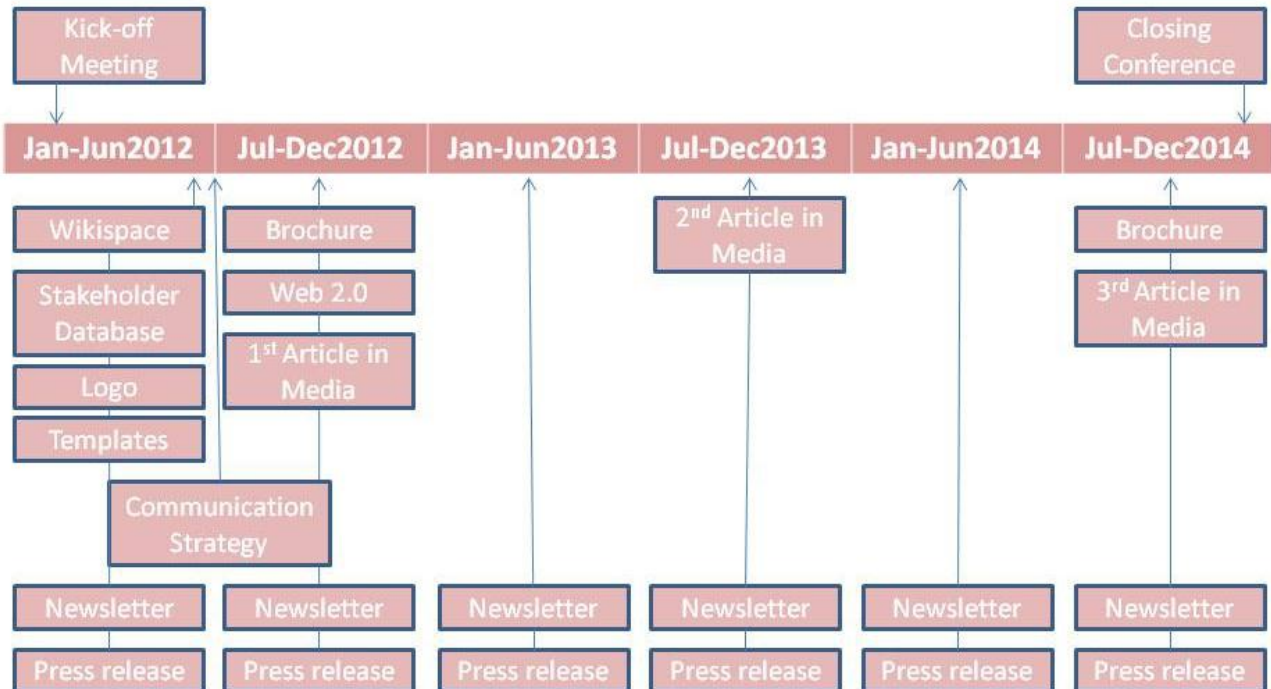 Kick-off
Meeting
Closing
Conference
Jan-Jun2012
Jul-Dec2012
Jan-Jun2013
Jul-Dec2013
Jan-Jun2014
Jul-Dec2014
Wikispace
Stakeholder
Database
Logo
Templates
Brochure
Web 2.0
1st Article in
Media
Communication
Strategy
2nd Article in
Media
Brochure
3rd Article in
Media
Newsletter
Newsletter
Newsletter
Newsletter
Newsletter
Newsletter
Press release
Press release
Press release
Press release
Press release
Press release